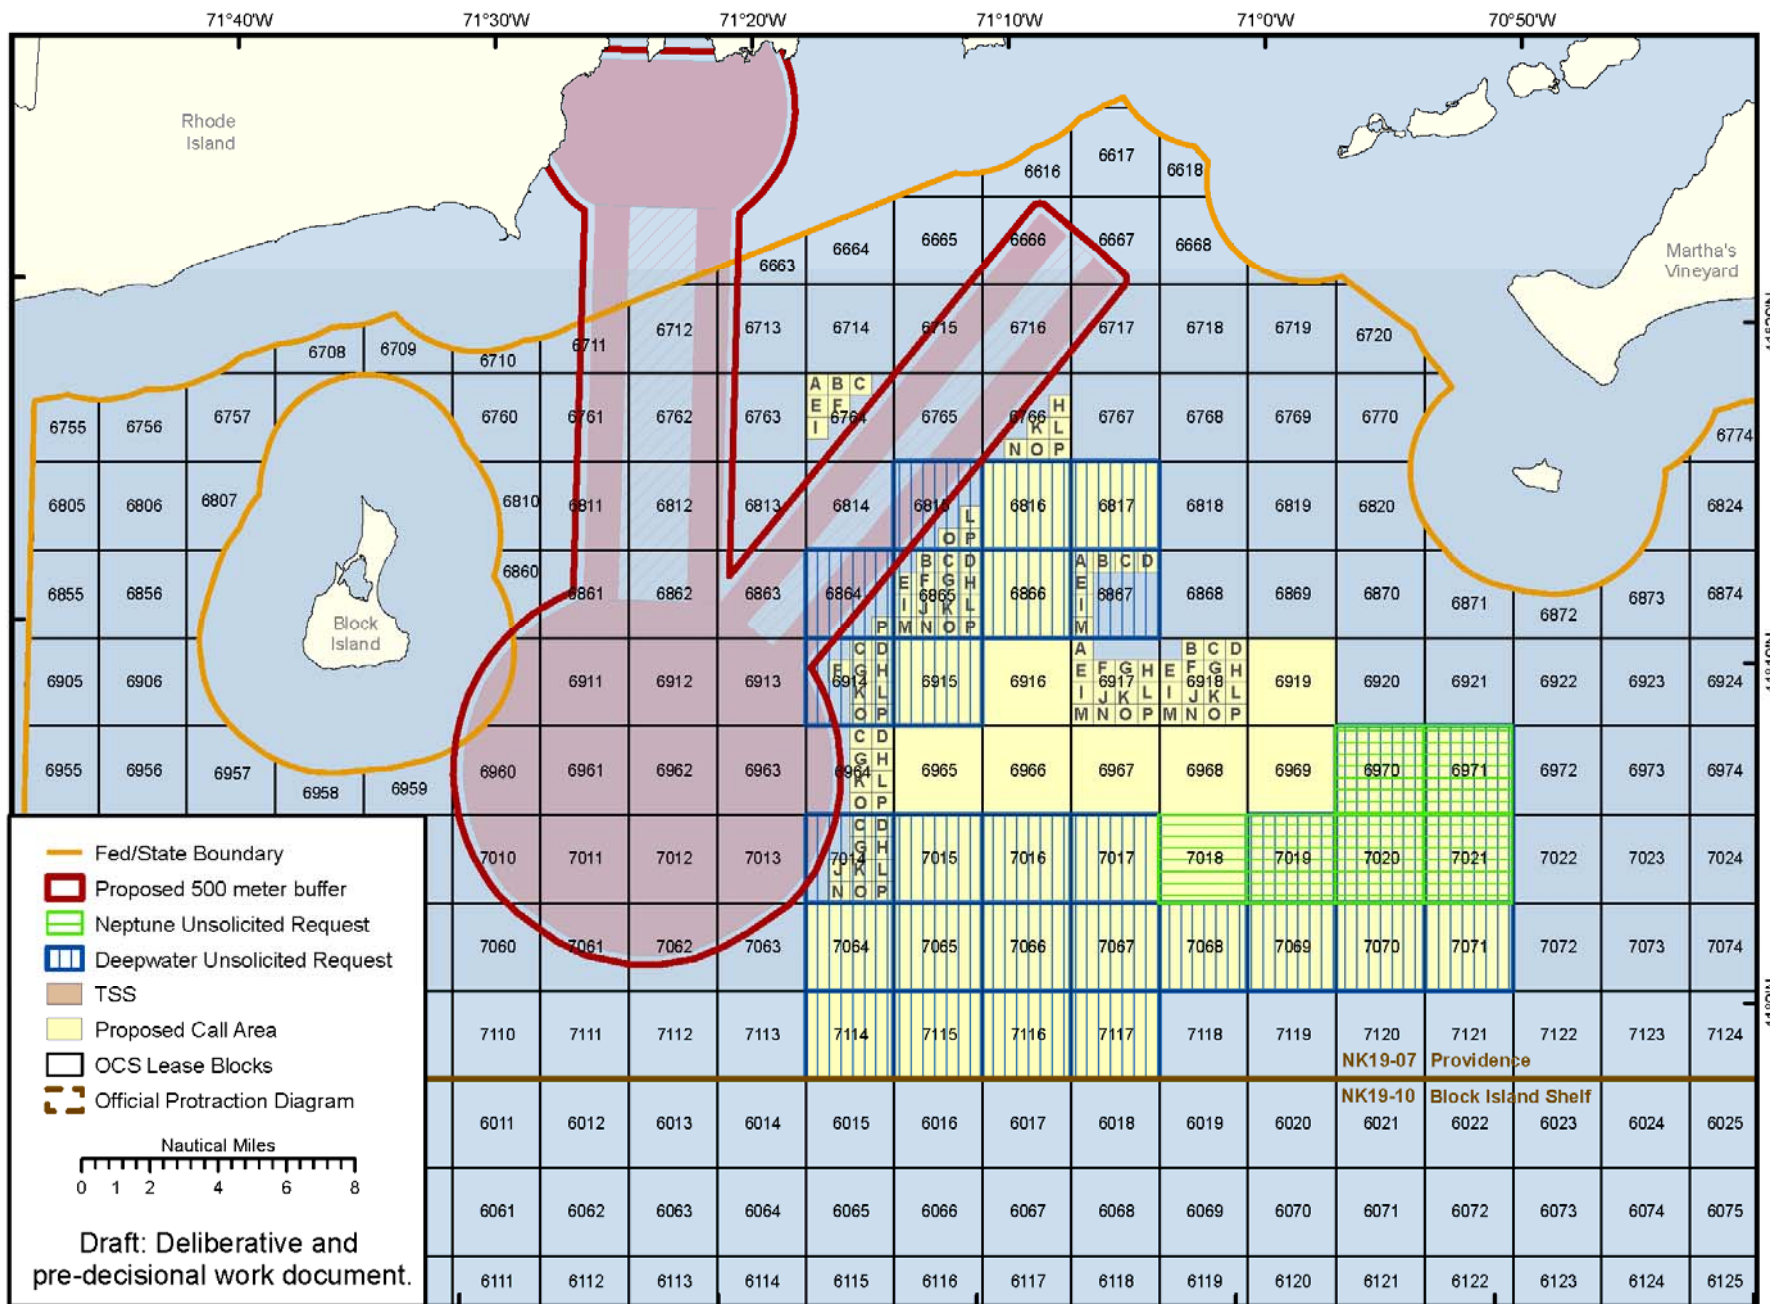 71°40'W 71°30'W 71°20'W 71°10'W 71°0'W 70°50'W
Rhode
Island
Martha's
Vineyard
6616 6617 6618
6663 6664 6665 6666 6667 6668
6708 6709 6710 6711 6712 6713 6714 6715 6716 6717 6718 6719 6720
A B C
E F
I
H
K L
N O P
6755 6756 6757 6760 6761 6762 6763 6764 6765 6766 6767 6768 6769 6770 6774
6805 6806 6807 6810 6811 6812 6813 6814 6815 6816 6817 6818 6819 6820 6824
L
O P
6855 6856 6860 6861 6862 6863 6864 6865 6866 6867 6868 6869 6870 6871 6872 6873 6874
P
B C D
E F G H
I J K L
M N O P
A B C D
E
I
M
Block
Island
6905 6906 6911 6912 6913 6914 6915 6916 6917 6918 6919 6920 6921 6922 6923 6924
C D
F G H
K L
O P
A
E F G H
I J K L
M N O P
B C D
E F G H
I J K L
M N O P
6955 6956 6957 6958 6959 6960 6961 6962 6963 6964 6965 6966 6967 6968 6969 6970 6971 6972 6973 6974
C D
G H
K L
O P
7010 7011 7012 7013 7014 7015 7016 7017 7018 7019 7020 7021 7022 7023 7024
C D
G H
J K L
N O P
7060 7061 7062 7063 7064 7065 7066 7067 7068 7069 7070 7071 7072 7073 7074
7110 7111 7112 7113 7114 7115 7116 7117 7118 7119 7120 7121 7122 7123 7124
NK19-07 Providence
NK19-10 Block Island Shelf
6011 6012 6013 6014 6015 6016 6017 6018 6019 6020 6021 6022 6023 6024 6025
6061 6062 6063 6064 6065 6066 6067 6068 6069 6070 6071 6072 6073 6074 6075
6111 6112 6113 6114 6115 6116 6117 6118 6119 6120 6121 6122 6123 6124 6125
Fed/State Boundary
Proposed 500 meter buffer
Neptune Unsolicited Request
Deepwater Unsolicited Request
TSS
Proposed Call Area
OCS Lease Blocks
Official Protraction Diagram
Nautical Miles
0 1 2 4 6 8
Draft: Deliberative and
pre-decisional work document.